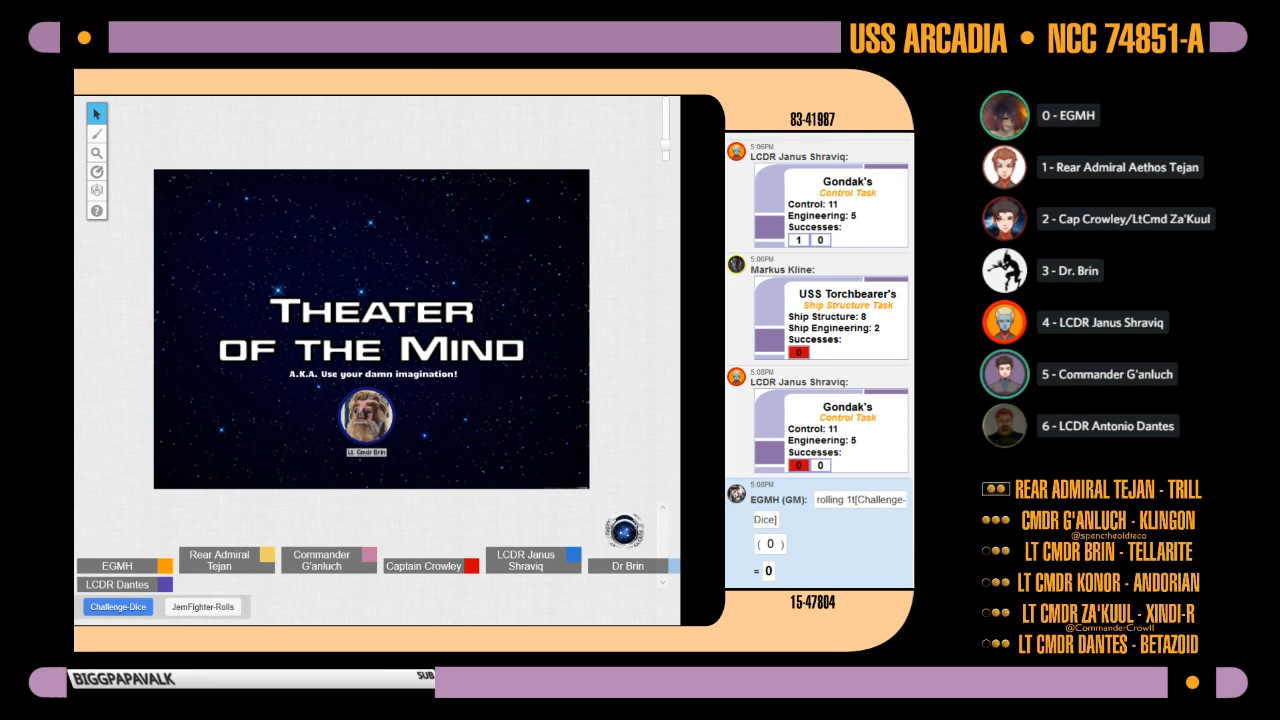 USS ARCADIA • NCC 74851-A
83-41987
5:06PM
LCDR Janus Shraviq:
Gondak's
Control Task
Control: 11
Engineering: 5
Successes:
1 0
5:06PM
Markus Kline:
USS Torchbearer's
Ship Structure Task
Ship Structure: 8
Ship Engineering: 2
Successes:
0
5:08PM
LCDR Janus Shraviq:
Gondak's
Control Task
Control: 11
Engineering: 5
Successes:
0 0
5:08PM
EGMH (GM): rolling 1t[Challenge-
Dice]
( 0 )
= 0
15-47804
THEATER
OF THE MIND
A.K.A. Use your damn imagination!
Lt Cmdr Brin
EGMH
Rear Admiral
Tejan
Commander
G'anluch
Captain Crowley
LCDR Janus
Shraviq
Dr Brin
LCDR Dantes
Challenge-Dice
JemFighter-Rolls
0 - EGMH
1 - Rear Admiral Aethos Tejan
2 - Cap Crowley/LtCmd Za'Kuul
3 - Dr. Brin
4 - LCDR Janus Shraviq
5 - Commander G'anluch
6 - LCDR Antonio Dantes
REAR ADMIRAL TEJAN - TRILL
CMDR G'ANLUCH - KLINGON
@spenctheoldtaco
LT CMDR BRIN - TELLARITE
LT CMDR KONOR - ANDORIAN
LT CMDR ZA'KUUL - XINDI-R
@CommanderCrowll
LT CMDR DANTES - BETAZOID
BIGGPAPAVALK
SUB